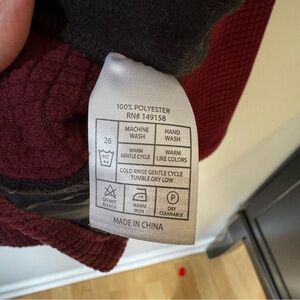 100% POLYESTER
RN# 149158
26
40C
MACHINE
WASH
HAND
WASH
WARM
GENTLE CYCLE
WARM
LIKE COLORS
COLD RINSE GENTLE CYCLE
TUMBLE DRY LOW
DO NOT
BLEACH
WARM
IRON
P
DRY
CLEANABLE
MADE IN CHINA